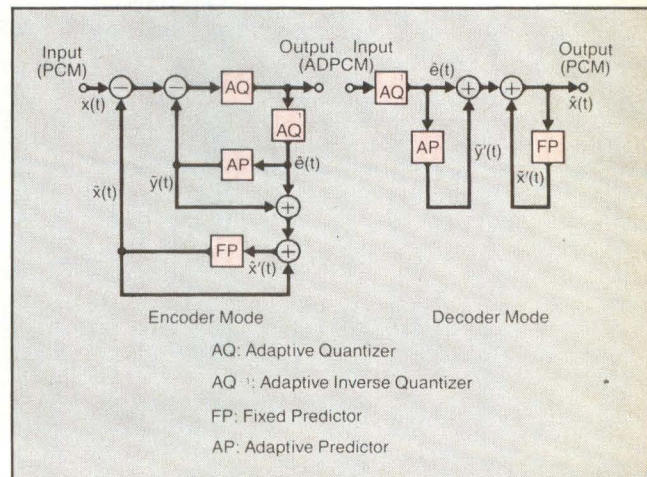 Input
(PCM)
x(t)
−
−
AQ
Output
(ADPCM)
AQ⁻¹
AP
ê(t)
x̃(t)
ỹ(t)
+
FP
x̂'(t)
+
Encoder Mode
Input
AQ⁻¹
ê(t)
+
+
Output
(PCM)
x̂(t)
AP
ỹ'(t)
x̃'(t)
FP
Decoder Mode
AQ: Adaptive Quantizer
AQ⁻¹: Adaptive Inverse Quantizer
FP: Fixed Predictor
AP: Adaptive Predictor